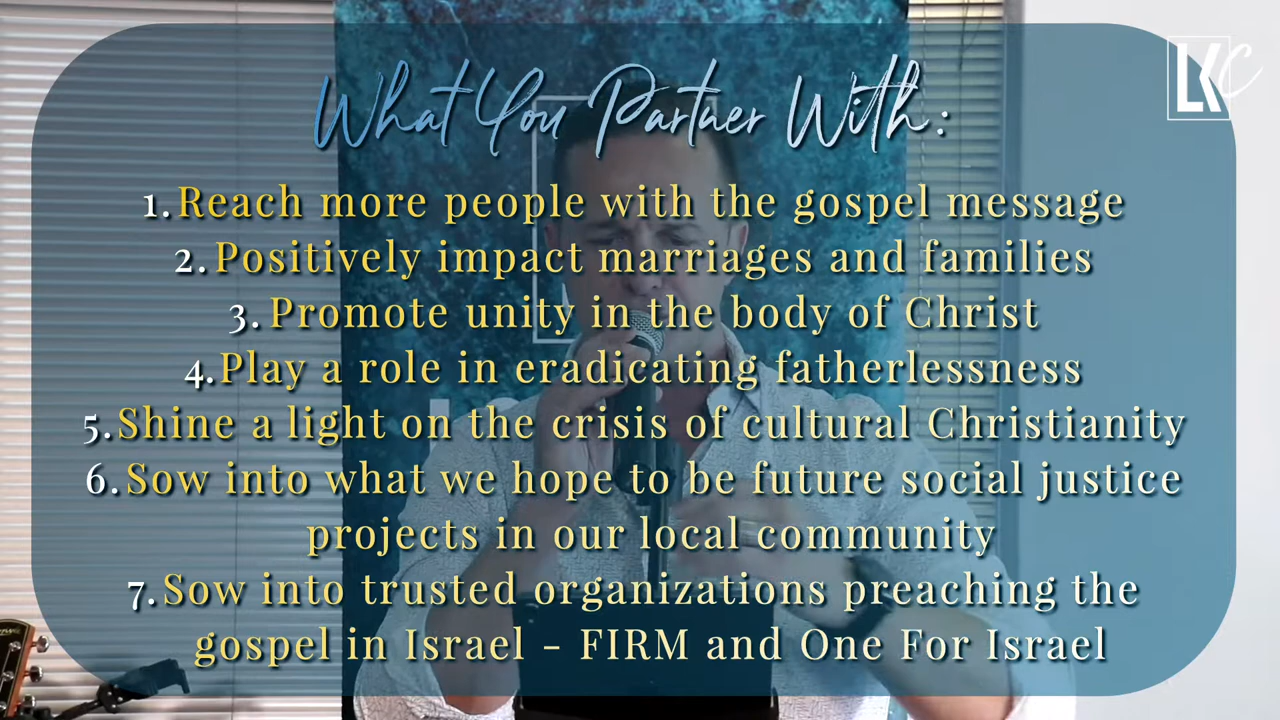 LKC
What You Partner With:
1. Reach more people with the gospel message
2. Positively impact marriages and families
3. Promote unity in the body of Christ
4. Play a role in eradicating fatherlessness
5. Shine a light on the crisis of cultural Christianity
6. Sow into what we hope to be future social justice
projects in our local community
7. Sow into trusted organizations preaching the
gospel in Israel - FIRM and One For Israel